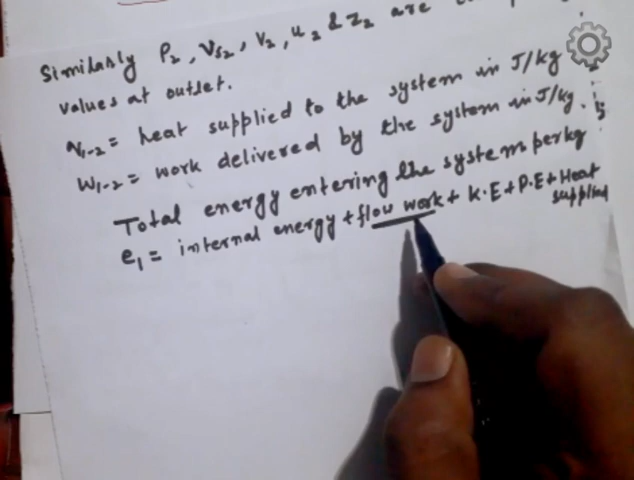 Similarly P2, Vs2, V2, u2 & Z2 are
values at outlet.
q1-2 = heat supplied to the system in J/kg
W1-2 = work delivered by the system in J/kg.
Total energy entering the system perkg
e1 = internal energy + flow work + K.E + P.E + Heat
supplied